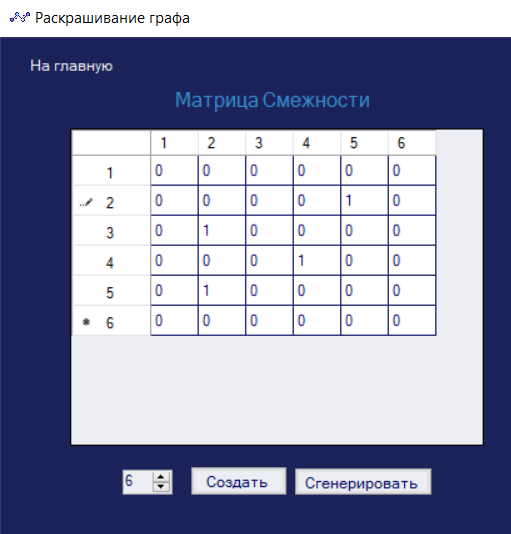 Раскрашивание графа
На главную
Матрица Смежности
1 2 3 4 5 6
1 0 0 0 0 0 0
2 0 0 0 0 1 0
3 0 1 0 0 0 0
4 0 0 0 1 0 0
5 0 1 0 0 0 0
6 0 0 0 0 0 0
6 Создать Сгенерировать